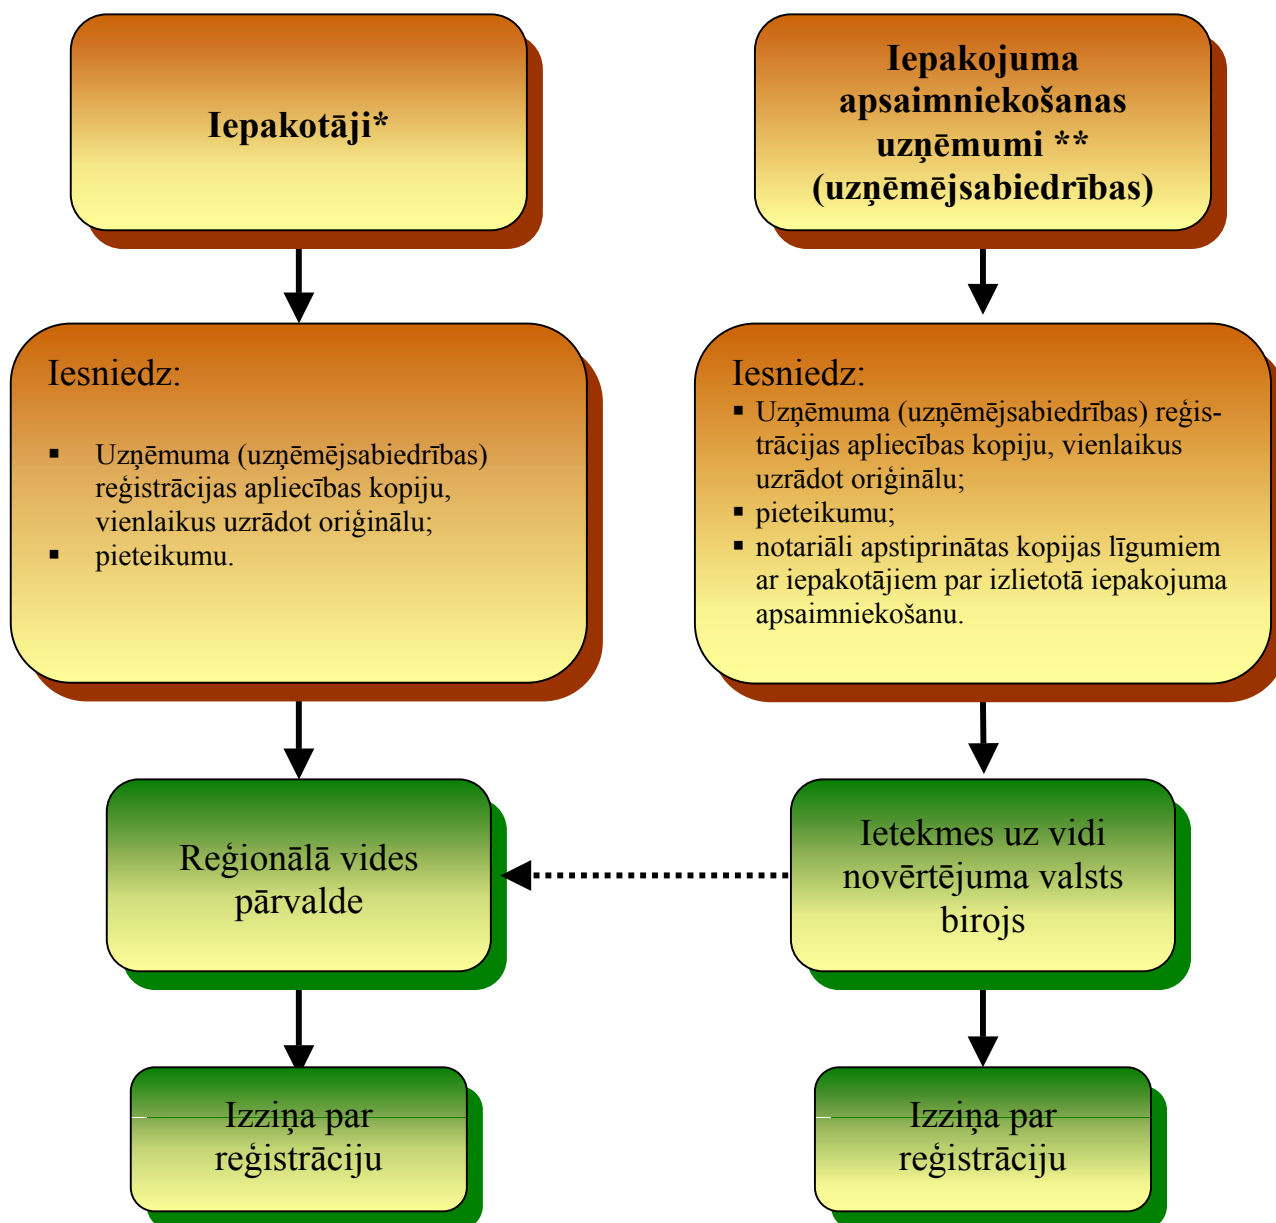 Iepakotāji*
Iepakojuma
apsaimniekošanas
uzņēmumi **
(uzņēmējsabiedrības)
Iesniedz:
▪ Uzņēmuma (uzņēmējsabiedrības)
reģistrācijas apliecības kopiju,
vienlaikus uzrādot oriģinālu;
▪ pieteikumu.
Iesniedz:
▪ Uzņēmuma (uzņēmējsabiedrības) reģis-
trācijas apliecības kopiju, vienlaikus
uzrādot oriģinālu;
▪ pieteikumu;
▪ notariāli apstiprinātas kopijas līgumiem
ar iepakotājiem par izlietotā iepakojuma
apsaimniekošanu.
Reģionālā vides
pārvalde
Ietekmes uz vidi
novērtējuma valsts
birojs
Izziņa par
reģistrāciju
Izziņa par
reģistrāciju